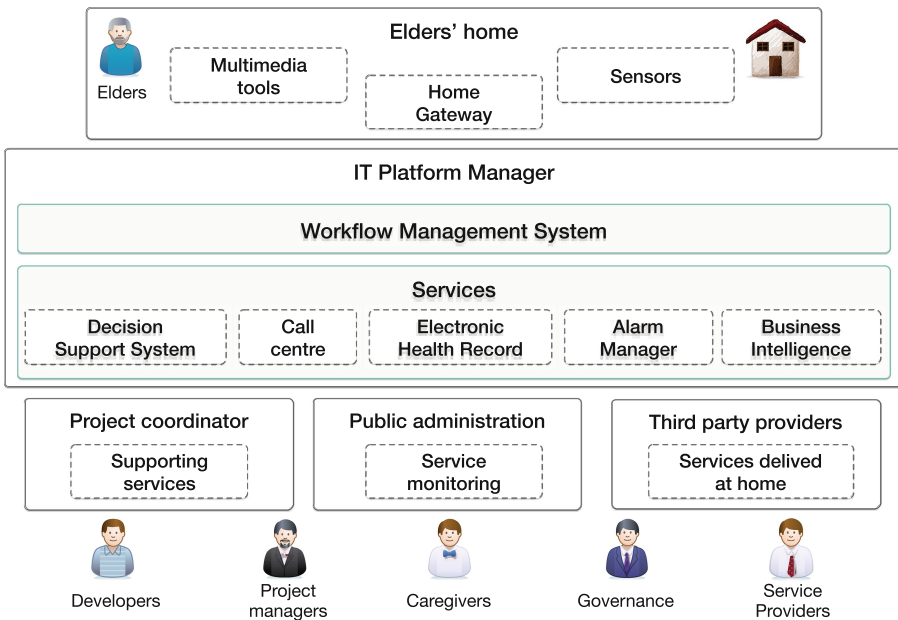 Elders' home
Elders
Multimedia
tools
Home
Gateway
Sensors
IT Platform Manager
Workflow Management System
Services
Decision
Support System
Call
centre
Electronic
Health Record
Alarm
Manager
Business
Intelligence
Project coordinator
Supporting
services
Public administration
Service
monitoring
Third party providers
Services delived
at home
Developers
Project
managers
Caregivers
Governance
Service
Providers